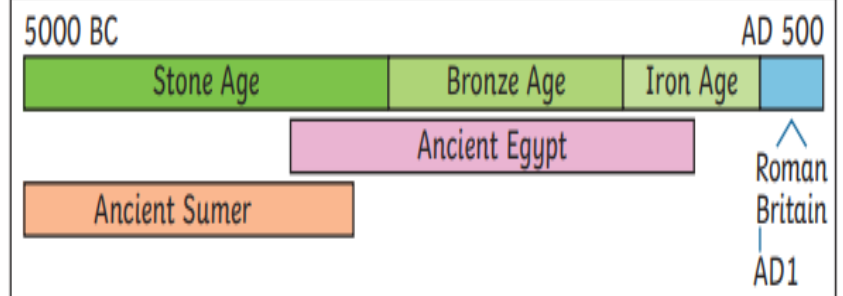 5000 BC AD 500
Stone Age Bronze Age Iron Age
Ancient Egypt
Roman
Britain
Ancient Sumer
AD1